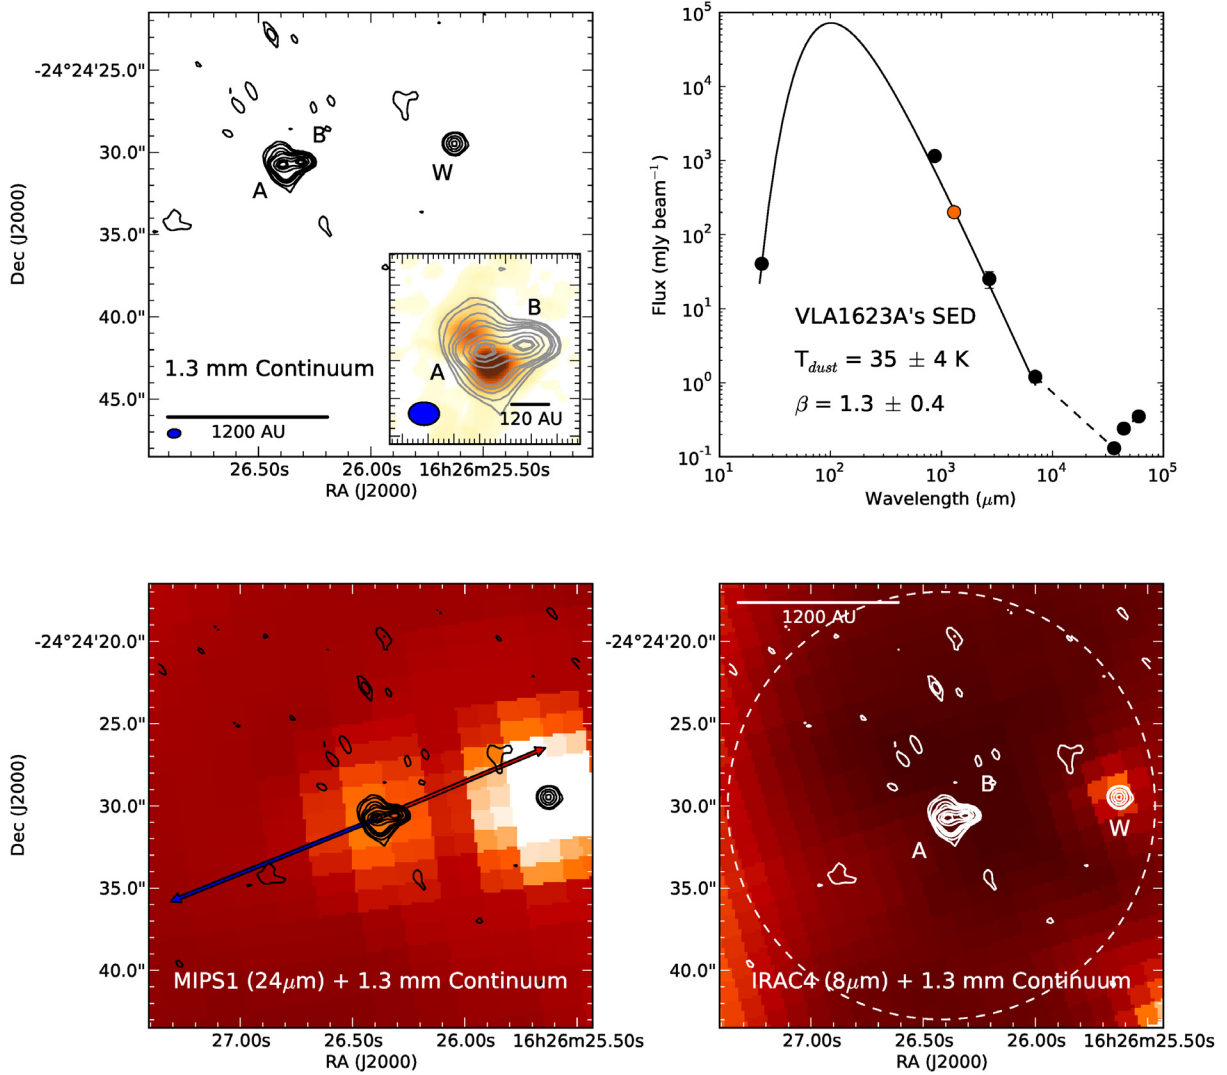 -24°24'25.0"
30.0"
35.0"
40.0"
45.0"
Dec (J2000)
A
B
W
1.3 mm Continuum
1200 AU
A
B
120 AU
26.50s
26.00s
16h26m25.50s
RA (J2000)
10^5
10^4
10^3
10^2
10^1
10^0
10^-1
Flux (mJy beam^-1)
VLA1623A's SED
T_dust = 35 ± 4 K
β = 1.3 ± 0.4
10^1
10^2
10^3
10^4
10^5
Wavelength (μm)
-24°24'20.0"
25.0"
30.0"
35.0"
40.0"
Dec (J2000)
MIPS1 (24μm) + 1.3 mm Continuum
27.00s
26.50s
26.00s
16h26m25.50s
RA (J2000)
-24°24'20.0"
25.0"
30.0"
35.0"
40.0"
1200 AU
B
A
W
IRAC4 (8μm) + 1.3 mm Continuum
27.00s
26.50s
26.00s
16h26m25.50s
RA (J2000)